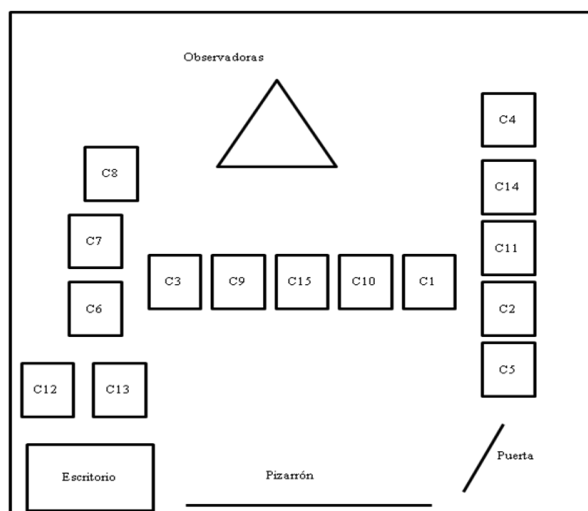 Observadoras
C4
C8
C14
C7
C11
C3
C9
C15
C10
C1
C6
C2
C12
C13
C5
Escritorio
Pizarrón
Puerta